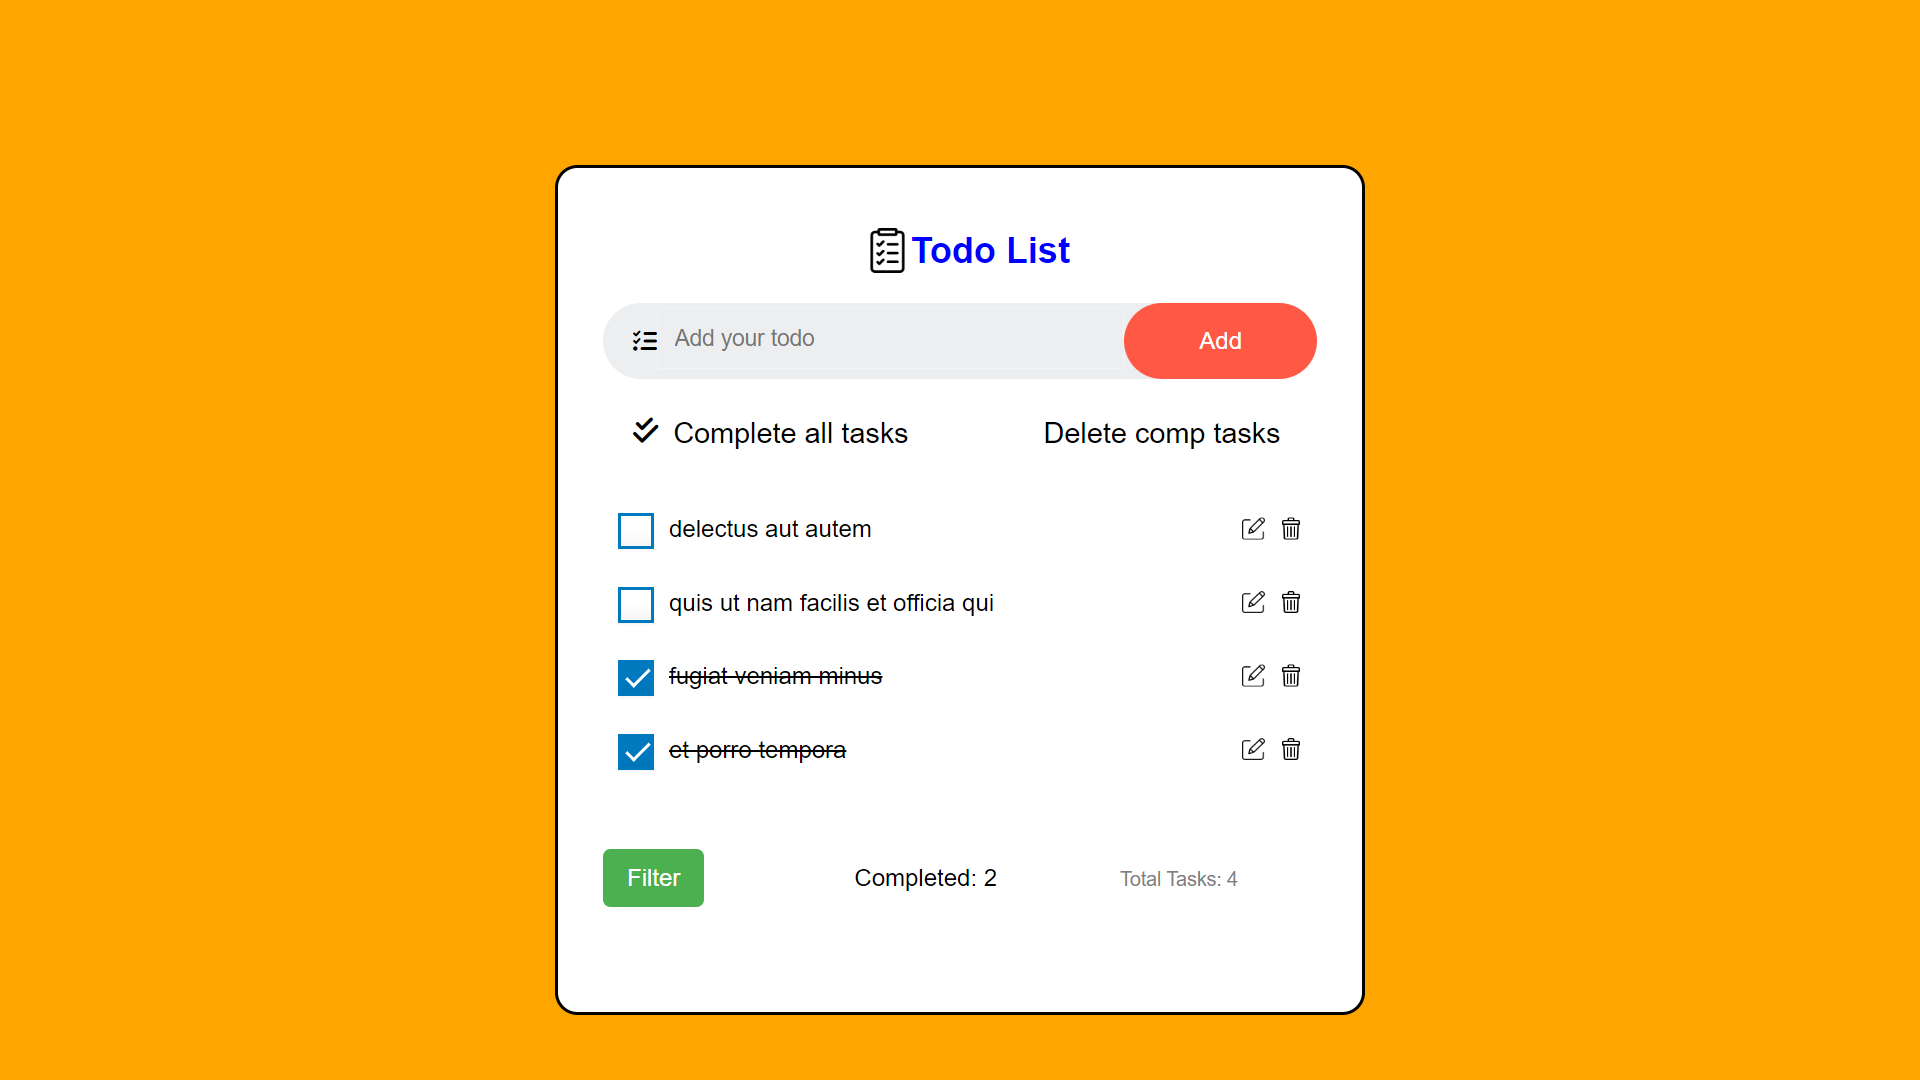 Todo List
Add your todo
Add
Complete all tasks
Delete comp tasks
delectus aut autem
quis ut nam facilis et officia qui
fugiat veniam minus
et porro tempora
Filter
Completed: 2
Total Tasks: 4